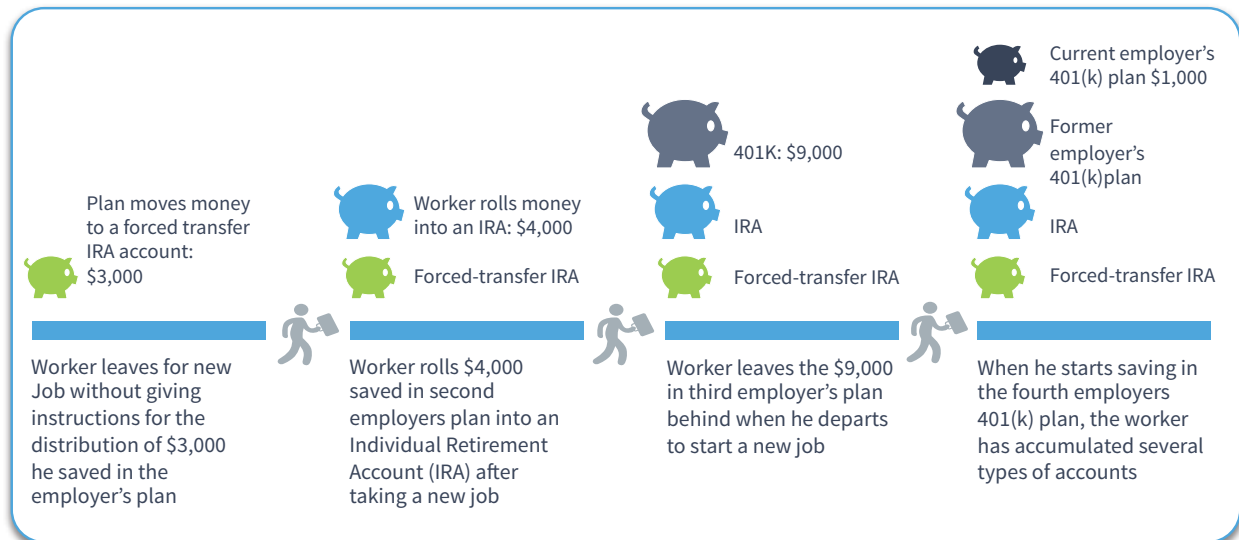 Plan moves money
to a forced transfer
IRA account:
$3,000
Worker leaves for new
Job without giving
instructions for the
distribution of $3,000
he saved in the
employer's plan
Worker rolls money
into an IRA: $4,000
Forced-transfer IRA
Worker rolls $4,000
saved in second
employers plan into an
Individual Retirement
Account (IRA) after
taking a new job
401K: $9,000
IRA
Forced-transfer IRA
Worker leaves the $9,000
in third employer's plan
behind when he departs
to start a new job
Current employer's
401(k) plan $1,000
Former
employer's
401(k)plan
IRA
Forced-transfer IRA
When he starts saving in
the fourth employers
401(k) plan, the worker
has accumulated several
types of accounts